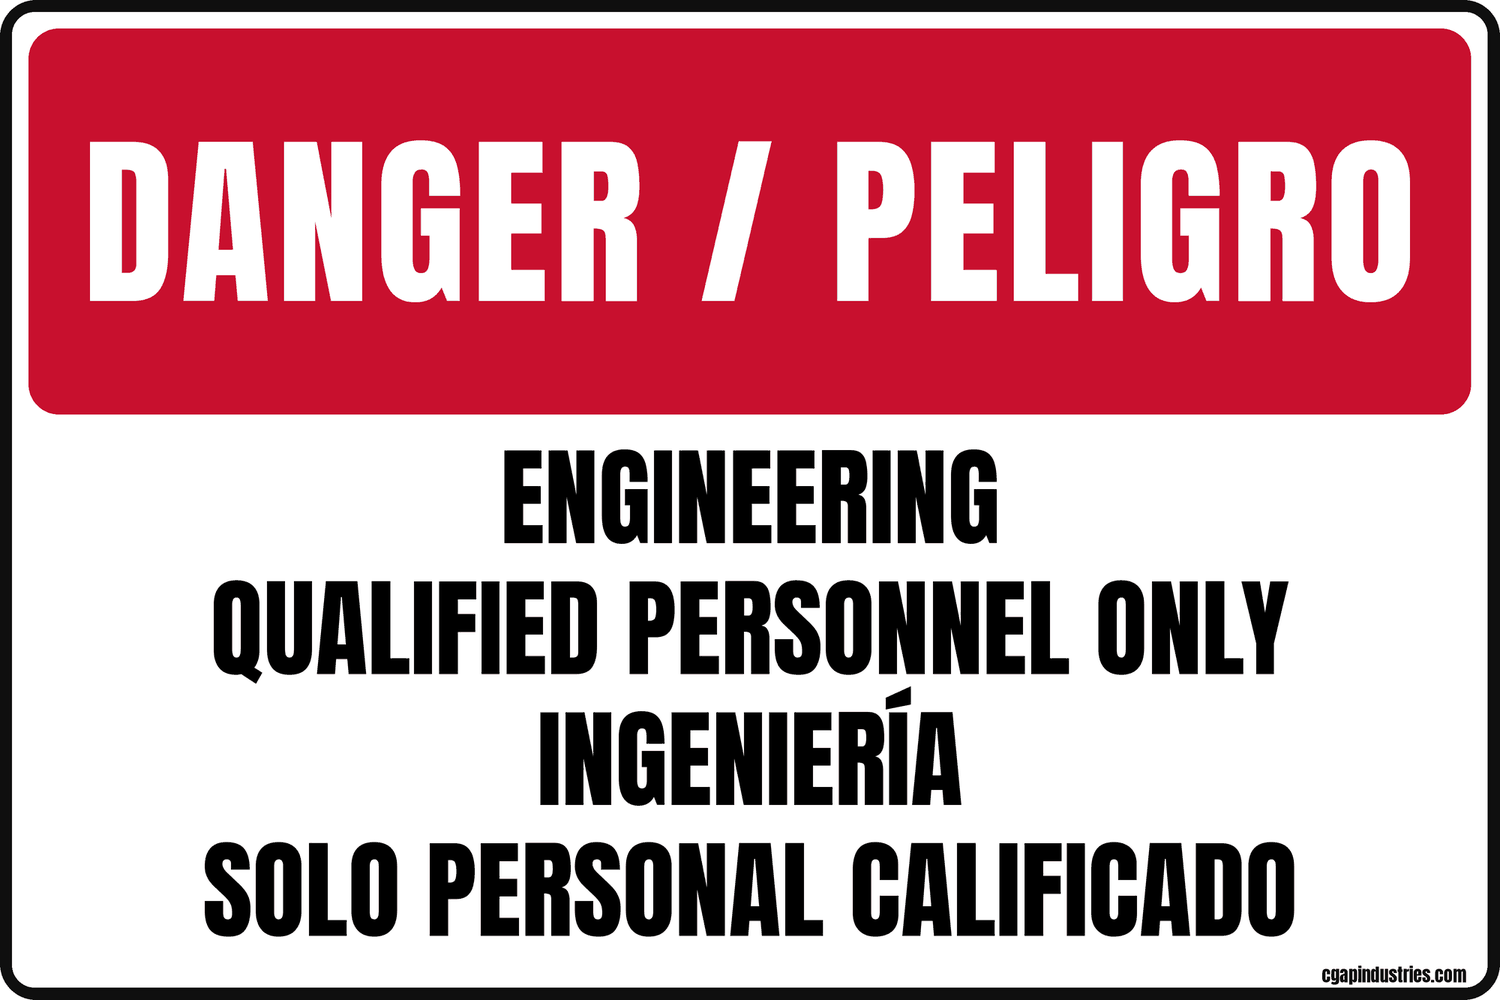 DANGER / PELIGRO
ENGINEERING
QUALIFIED PERSONNEL ONLY
INGENIERÍA
SOLO PERSONAL CALIFICADO
cgapindustries.com